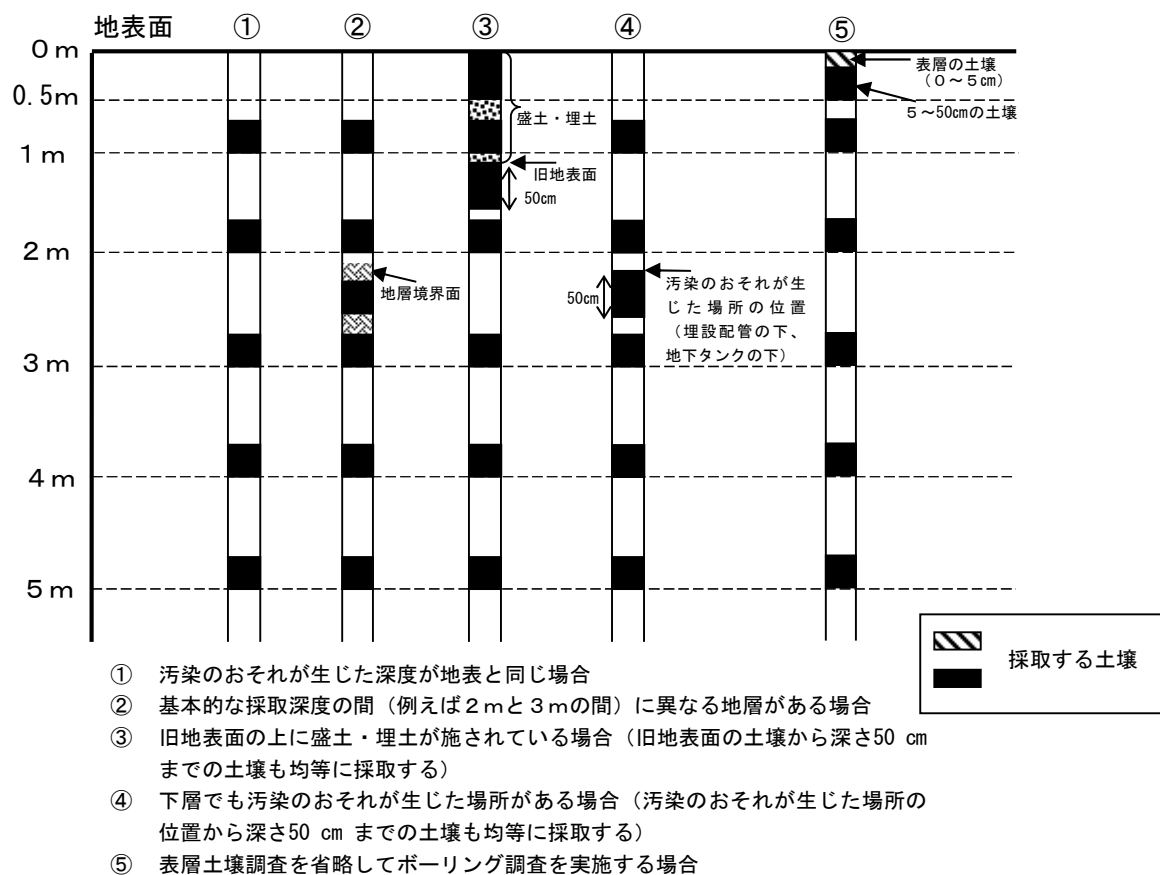 地表面 ① ② ③ ④ ⑤
0m
0.5m
1m
2m
3m
4m
5m
盛土・埋土
旧地表面
50cm
地層境界面
50cm
汚染のおそれが生
じた場所の位置
（埋設配管の下、
地下タンクの下）
表層の土壌
（0～5cm）
5～50cmの土壌
採取する土壌
① 汚染のおそれが生じた深度が地表と同じ場合
② 基本的な採取深度の間（例えば２ｍと３ｍの間）に異なる地層がある場合
③ 旧地表面の上に盛土・埋土が施されている場合（旧地表面の土壌から深さ50 cm
までの土壌も均等に採取する）
④ 下層でも汚染のおそれが生じた場所がある場合（汚染のおそれが生じた場所の
位置から深さ50 cm までの土壌も均等に採取する）
⑤ 表層土壌調査を省略してボーリング調査を実施する場合